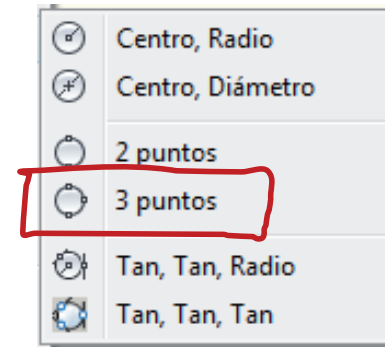 Centro, Radio
Centro, Diámetro
2 puntos
3 puntos
Tan, Tan, Radio
Tan, Tan, Tan